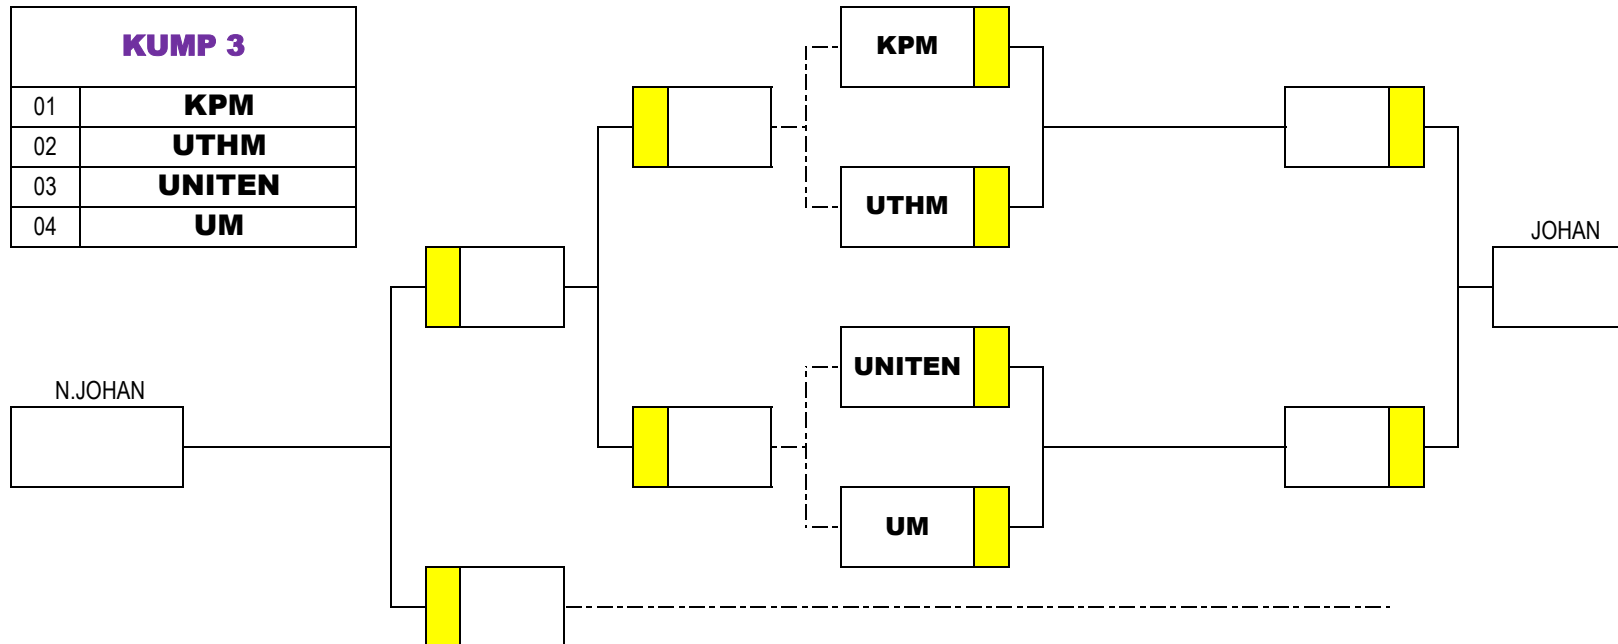 KUMP 3
01 KPM
02 UTHM
03 UNITEN
04 UM
KPM
UTHM
JOHAN
UNITEN
N.JOHAN
UM